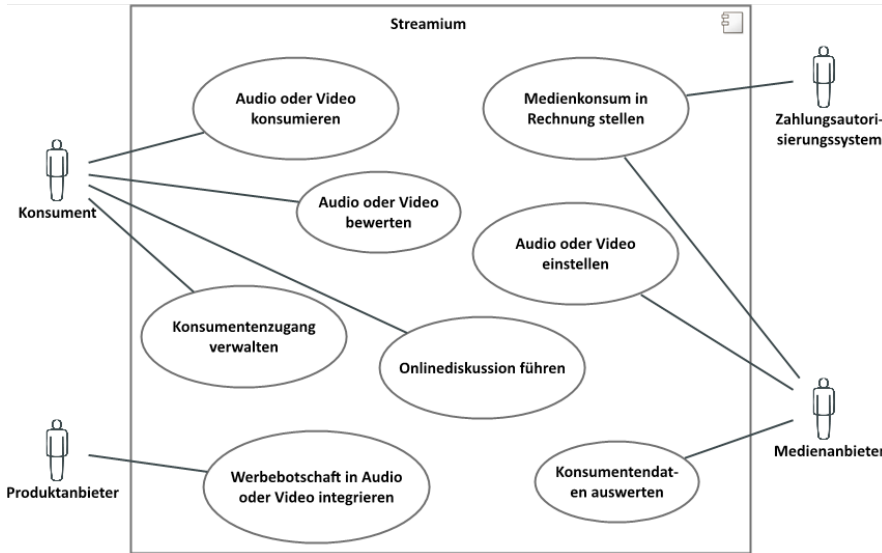 Streamium
Audio oder Video
konsumieren
Medienkonsum in
Rechnung stellen
Zahlungsautori-
sierungssystem
Konsument
Audio oder Video
bewerten
Audio oder Video
einstellen
Konsumentenzugang
verwalten
Onlinediskussion führen
Medienanbieter
Produktanbieter
Werbebotschaft in Audio
oder Video integrieren
Konsumentendat-
en auswerten